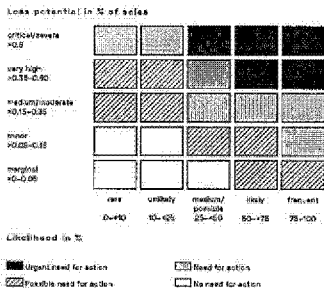 Loss potential in % of sales
critical/severe
>0.5
very high
>0.35–0.50
medium/moderate
>0.15–0.35
minor
>0.05–0.15
marginal
>0–0.05
rare
unlikely
medium/
possible
likely
frequent
0–<10
10–<25
25–<50
50–<75
75–100
Likelihood in %
Urgent need for action
Need for action
Possible need for action
No need for action